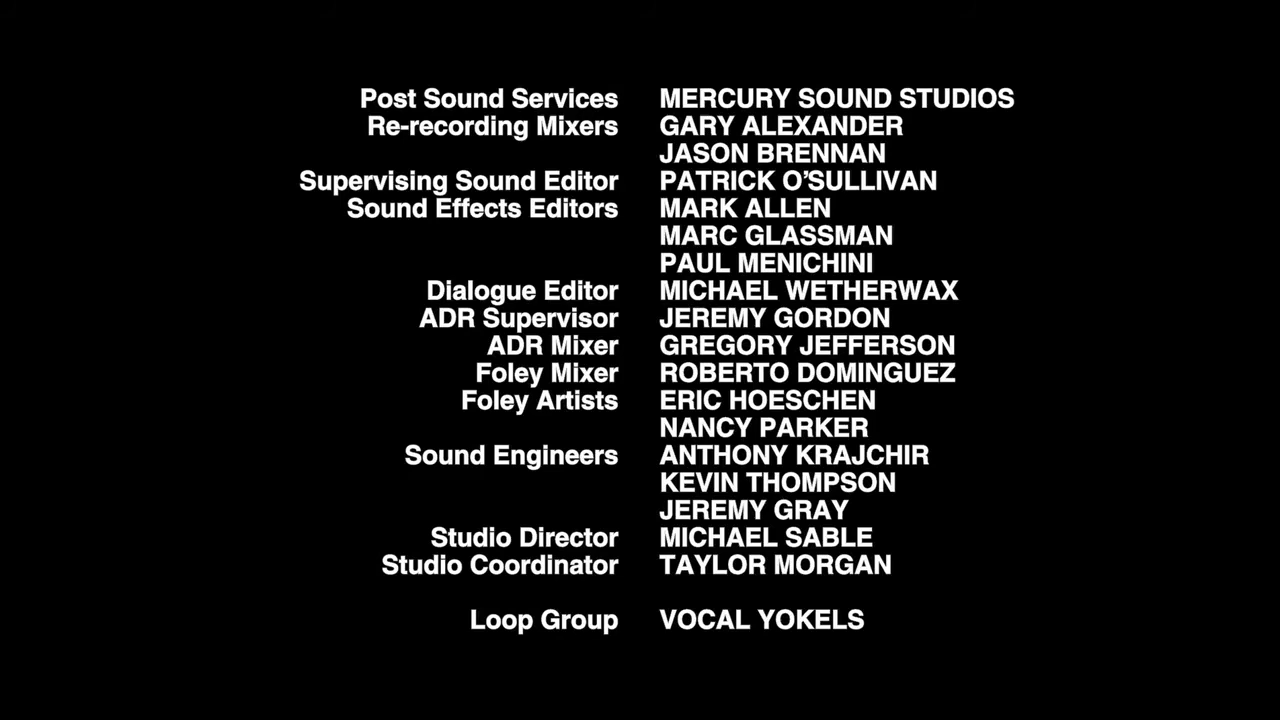 Post Sound Services MERCURY SOUND STUDIOS
Re-recording Mixers GARY ALEXANDER
JASON BRENNAN
Supervising Sound Editor PATRICK O’SULLIVAN
Sound Effects Editors MARK ALLEN
MARC GLASSMAN
PAUL MENICHINI
Dialogue Editor MICHAEL WETHERWAX
ADR Supervisor JEREMY GORDON
ADR Mixer GREGORY JEFFERSON
Foley Mixer ROBERTO DOMINGUEZ
Foley Artists ERIC HOESCHEN
NANCY PARKER
Sound Engineers ANTHONY KRAJCHIR
KEVIN THOMPSON
JEREMY GRAY
Studio Director MICHAEL SABLE
Studio Coordinator TAYLOR MORGAN
Loop Group VOCAL YOKELS